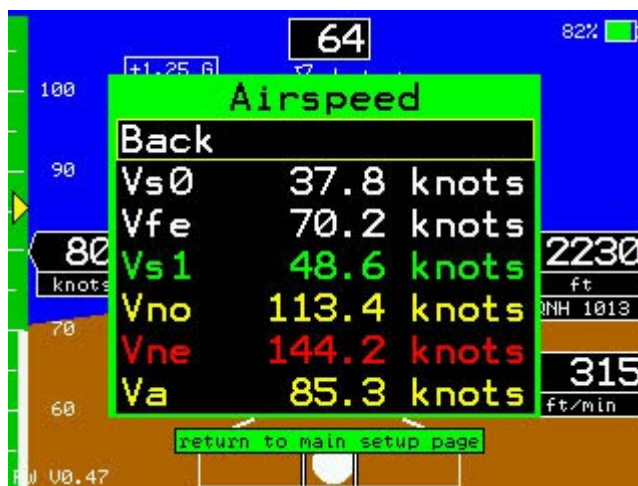 64
82%
+1.25 G
100
Airspeed
Back
90
Vs0 37.8 knots
Vfe 70.2 knots
80
2230
Vs1 48.6 knots
knots
ft
Vno 113.4 knots
QNH 1013
70
Vne 144.2 knots
315
Va 85.3 knots
ft/min
60
return to main setup page
V0.47